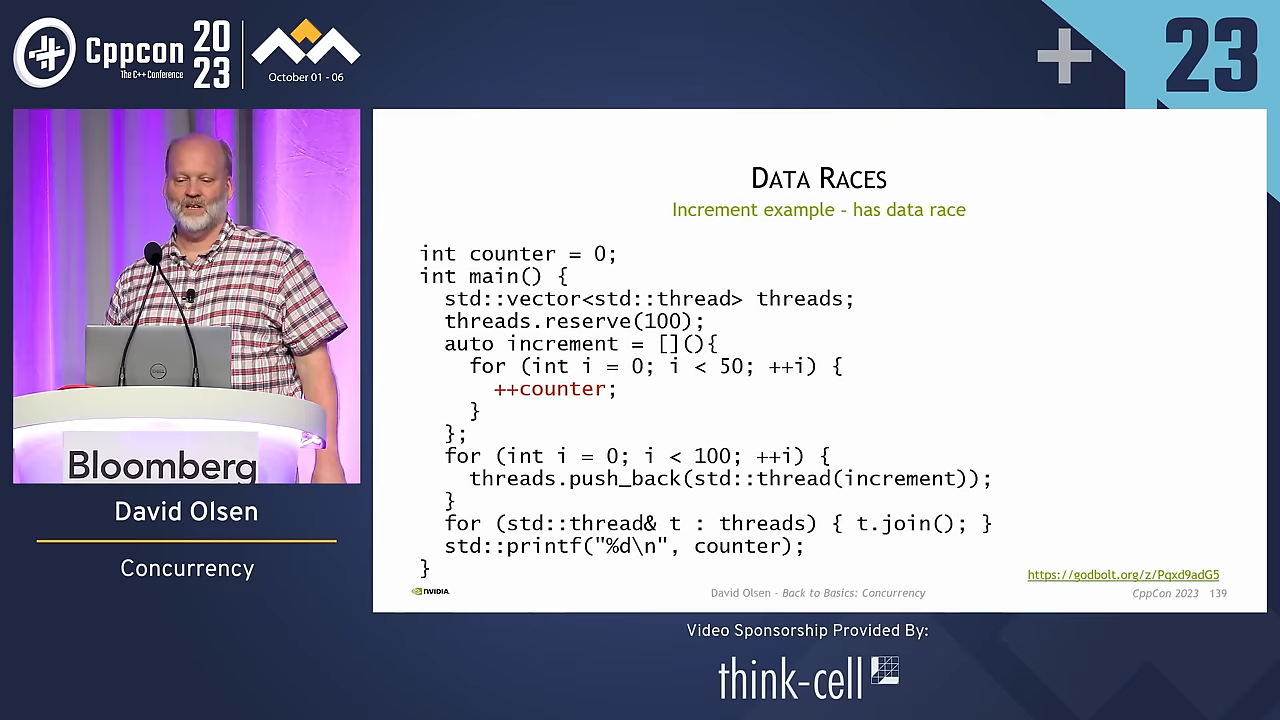 Cppcon
The C++ Conference
20
23
October 01 - 06
23
DELL
Bloomberg
David Olsen
Concurrency
DATA RACES
Increment example - has data race
int counter = 0;
int main() {
  std::vector<std::thread> threads;
  threads.reserve(100);
  auto increment = [](){
    for (int i = 0; i < 50; ++i) {
      ++counter;
    }
  };
  for (int i = 0; i < 100; ++i) {
    threads.push_back(std::thread(increment));
  }
  for (std::thread& t : threads) { t.join(); }
  std::printf("%d\n", counter);
}
https://godbolt.org/z/Pqxd9adG5
NVIDIA
David Olsen - Back to Basics: Concurrency
CppCon 2023 139
Video Sponsorship Provided By:
think-cell